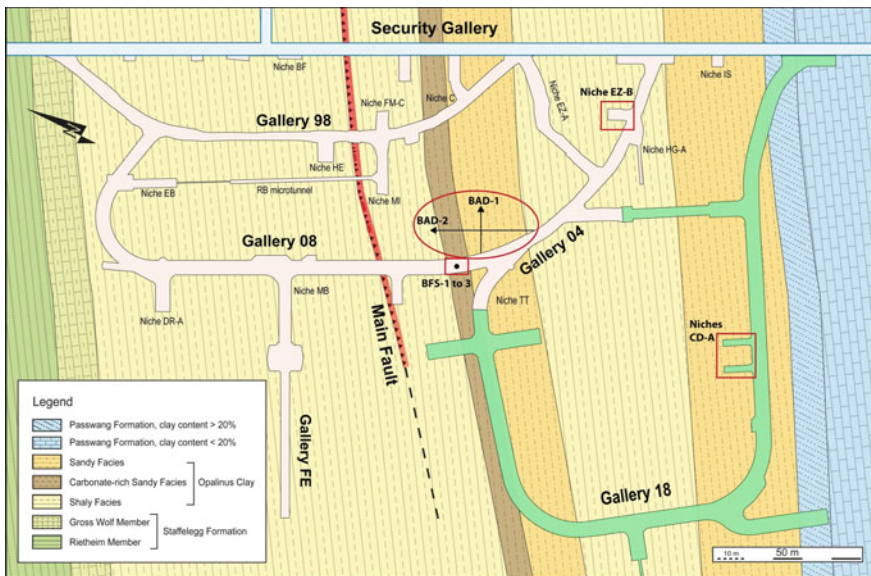 Security Gallery
Niche BF
Niche FM-C
Niche C
Niche EZ-A
Niche EZ-B
Niche IS
N
Gallery 98
Niche HE
Niche HG-A
Niche EB
RB microtunnel
Niche MI
BAD-1
BAD-2
Gallery 08
Gallery 04
BFS-1 to 3
Niche MB
Niche TT
Niche DR-A
Main Fault
Niches
CD-A
Gallery FE
Gallery 18
Legend
Passwang Formation, clay content > 20%
Passwang Formation, clay content < 20%
Sandy Facies
Carbonate-rich Sandy Facies
Opalinus Clay
Shaly Facies
Gross Wolf Member
Staffelegg Formation
Rietheim Member
10 m
50 m